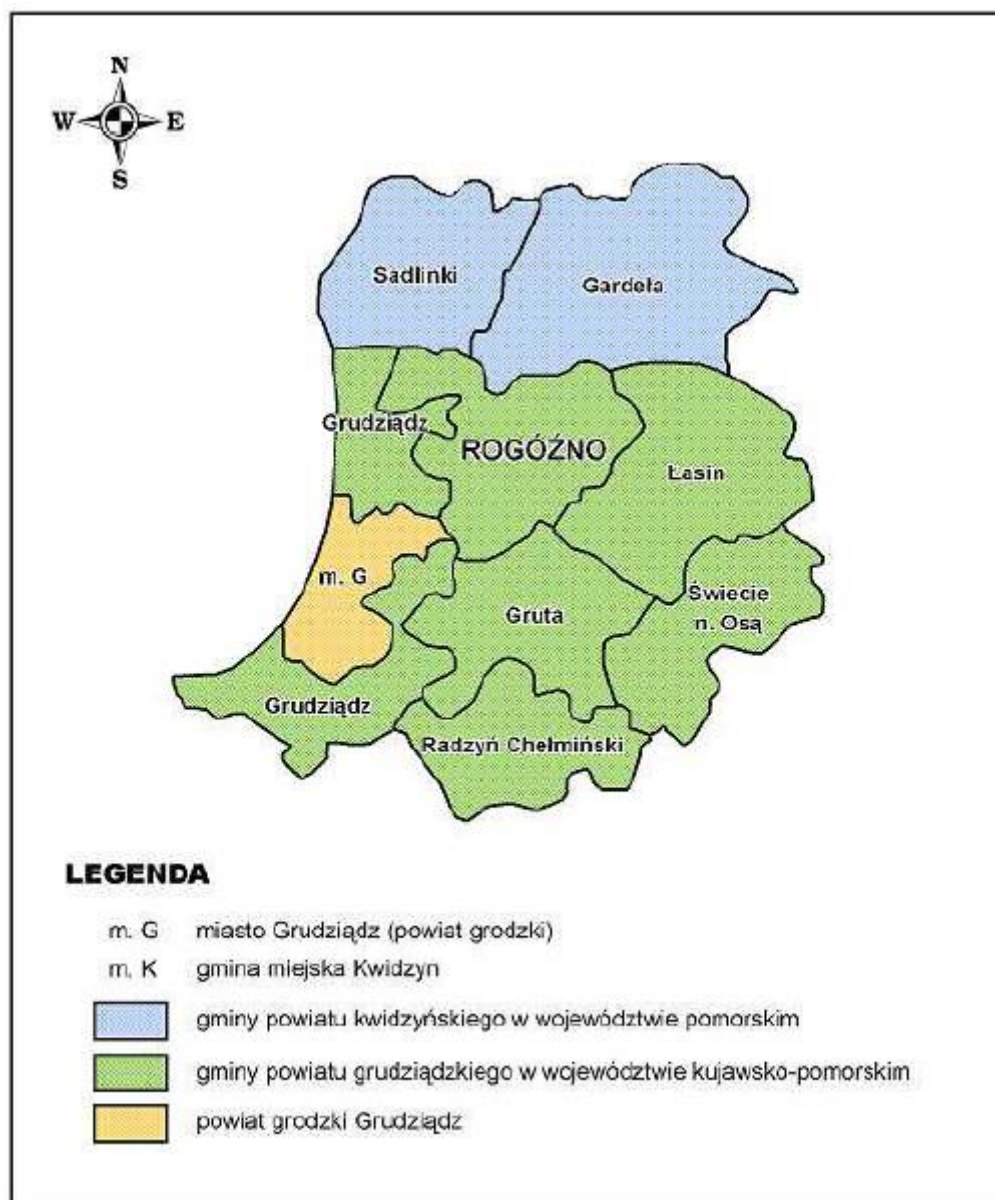 N
W E
S
Sadlinki
Gardeła
Grudziądz
ROGÓŹNO
Łasin
m. G
Świecie
n. Osą
Gruta
Grudziądz
Radzyń Chełmiński
LEGENDA
m. G miasto Grudziądz (powiat grodzki)
m. K gmina miejska Kwidzyn
gminy powiatu kwidzyńskiego w województwie pomorskim
gminy powiatu grudziądzkiego w województwie kujawsko-pomorskim
powiat grodzki Grudziądz